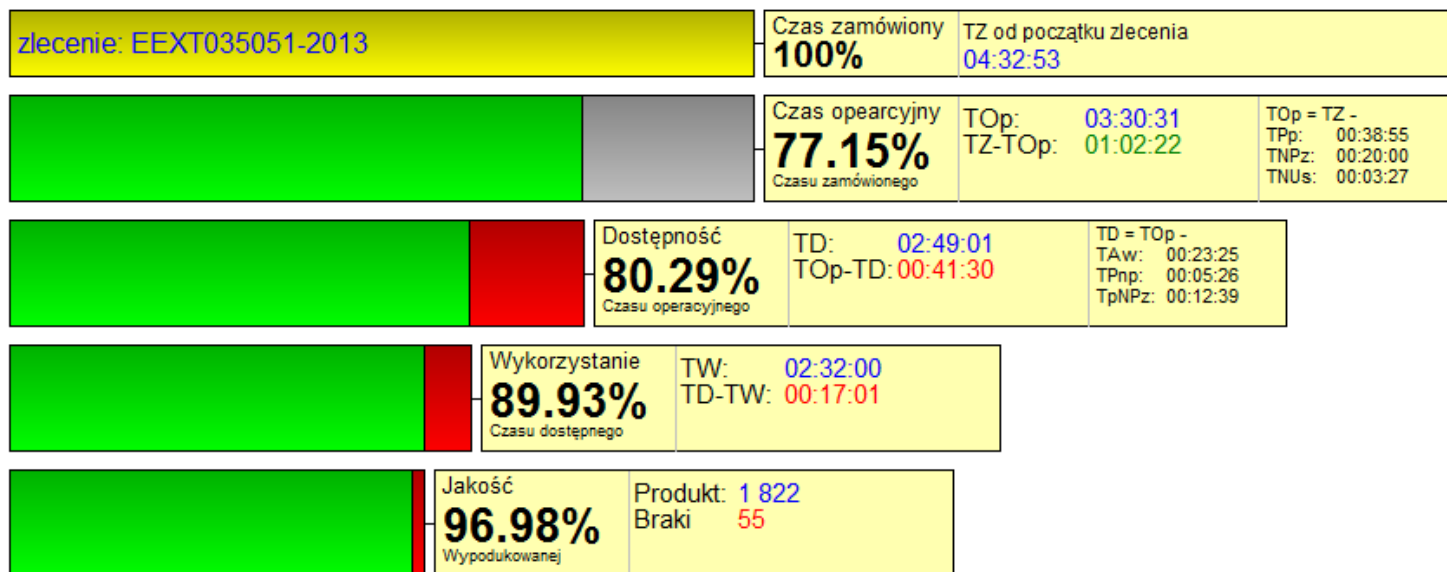 zlecenie: EEXT035051-2013
Czas zamówiony
100%
TZ od początku zlecenia
04:32:53
Czas opearcyjny
77.15%
Czasu zamówionego
TOp: 03:30:31
TZ-TOp: 01:02:22
TOp = TZ -
TPp: 00:38:55
TNPz: 00:20:00
TNUs: 00:03:27
Dostępność
80.29%
Czasu operacyjnego
TD: 02:49:01
TOp-TD: 00:41:30
TD = TOp -
TAw: 00:23:25
TPnp: 00:05:26
TpNPz: 00:12:39
Wykorzystanie
89.93%
Czasu dostępnego
TW: 02:32:00
TD-TW: 00:17:01
Jakość
96.98%
Wypodukowanej
Produkt: 1 822
Braki 55